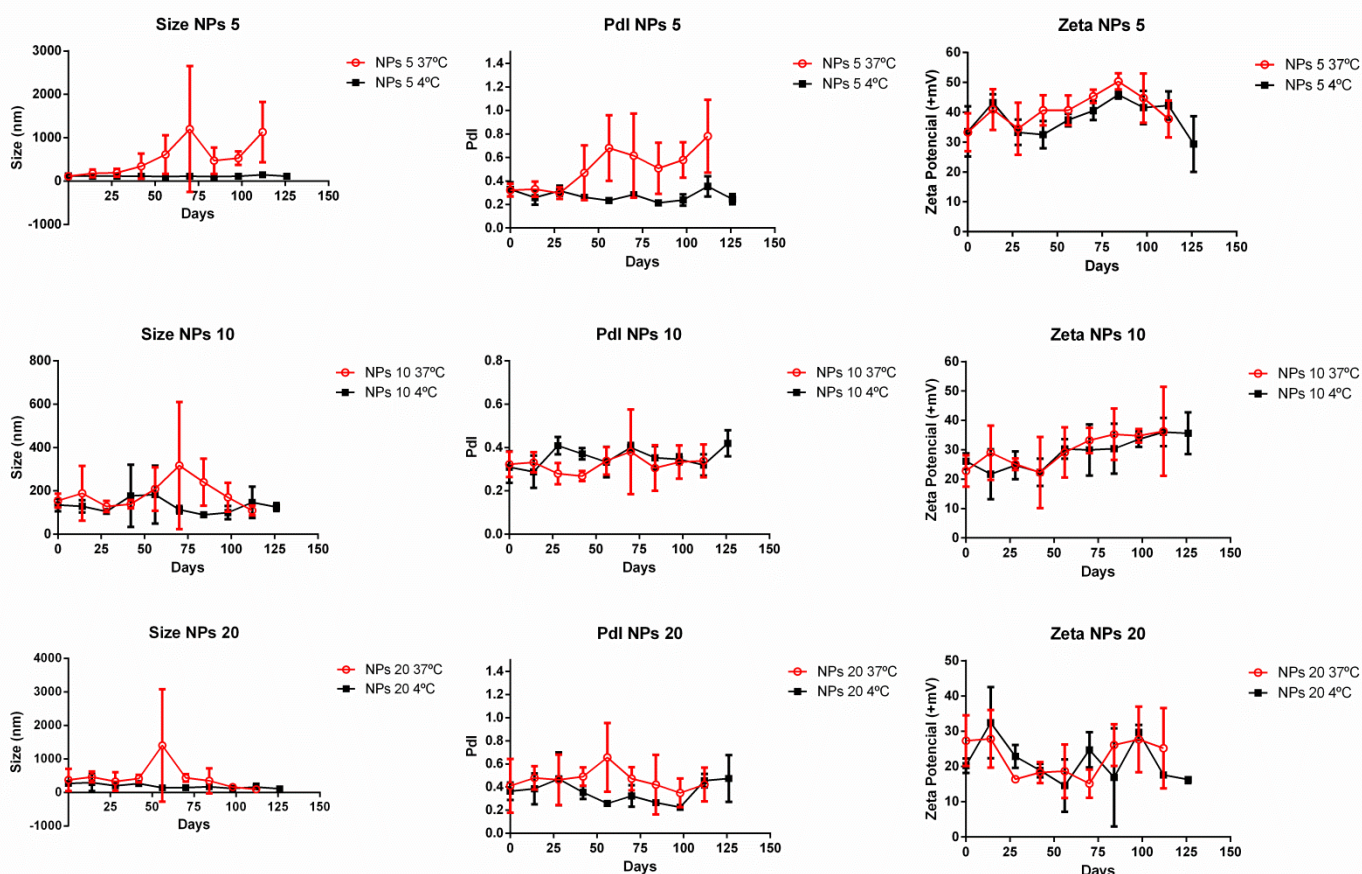 Size NPs 5
3000
2000
1000
0
-1000
Size (nm)
0
25
50
75
100
125
150
Days
NPs 5 37ºC
NPs 5 4ºC
PdI NPs 5
1.4
1.2
1.0
0.8
0.6
0.4
0.2
0.0
PdI
0
25
50
75
100
125
150
Days
NPs 5 37ºC
NPs 5 4ºC
Zeta NPs 5
60
50
40
30
20
10
0
Zeta Potencial (+mV)
0
25
50
75
100
125
150
Days
NPs 5 37ºC
NPs 5 4ºC
Size NPs 10
800
600
400
200
0
Size (nm)
0
25
50
75
100
125
150
Days
NPs 10 37ºC
NPs 10 4ºC
PdI NPs 10
0.8
0.6
0.4
0.2
0.0
PdI
0
25
50
75
100
125
150
Days
NPs 10 37ºC
NPs 10 4ºC
Zeta NPs 10
60
50
40
30
20
10
0
Zeta Potencial (+mV)
0
25
50
75
100
125
150
Days
NPs 10 37ºC
NPs 10 4ºC
Size NPs 20
4000
3000
2000
1000
0
-1000
Size (nm)
0
25
50
75
100
125
150
Days
NPs 20 37ºC
NPs 20 4ºC
PdI NPs 20
1.4
1.2
1.0
0.8
0.6
0.4
0.2
0.0
PdI
0
25
50
75
100
125
150
Days
NPs 20 37ºC
NPs 20 4ºC
Zeta NPs 20
50
40
30
20
10
0
Zeta Potencial (+mV)
0
25
50
75
100
125
150
Days
NPs 20 37ºC
NPs 20 4ºC